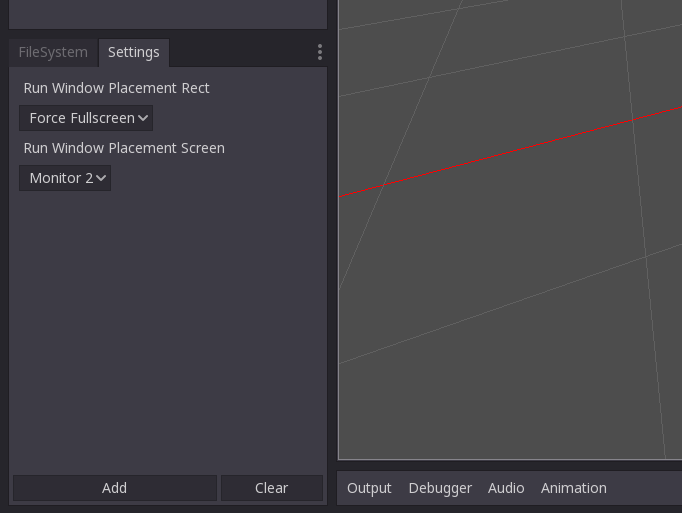 FileSystem Settings
Run Window Placement Rect
Force Fullscreen
Run Window Placement Screen
Monitor 2
Add Clear
Output Debugger Audio Animation